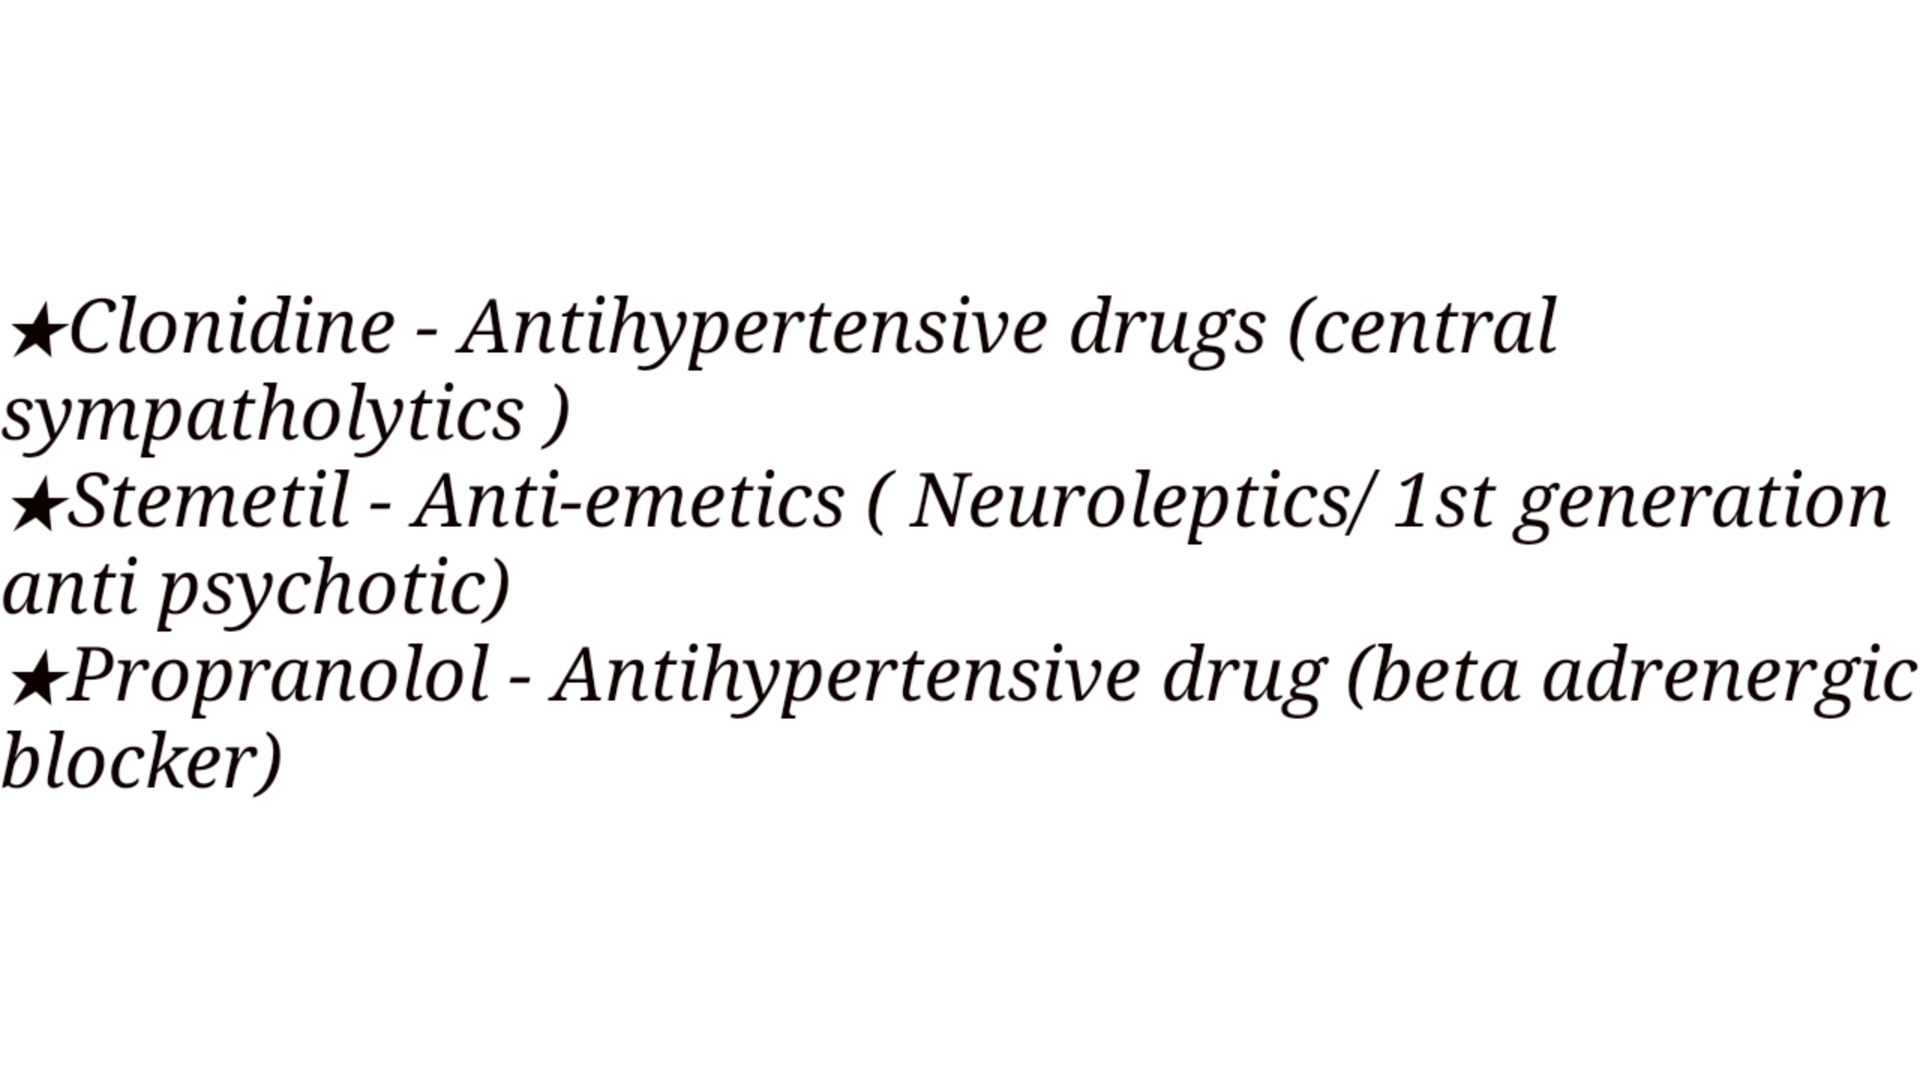 ★Clonidine - Antihypertensive drugs (central
sympatholytics )
★Stemetil - Anti-emetics ( Neuroleptics/ 1st generation
anti psychotic)
★Propranolol - Antihypertensive drug (beta adrenergic
blocker)